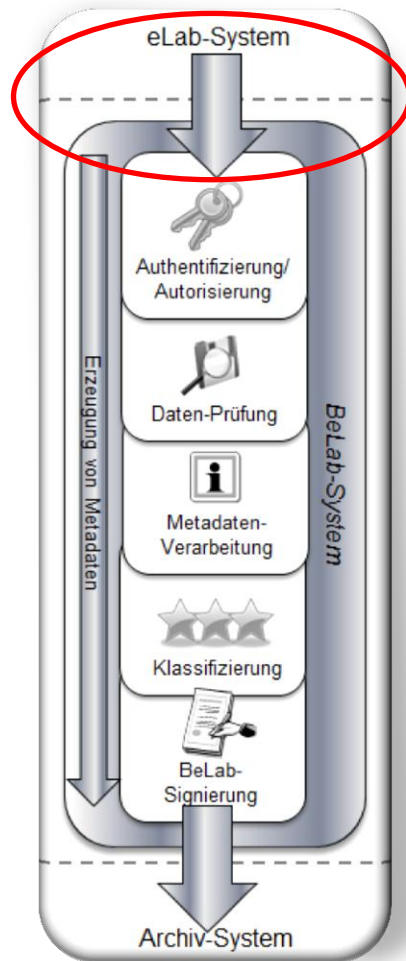 eLab-System
Authentifizierung/
Autorisierung
Daten-Prüfung
Metadaten-
Verarbeitung
Klassifizierung
BeLab-
Signierung
Erzeugung von Metadaten
BeLab-System
Archiv-System